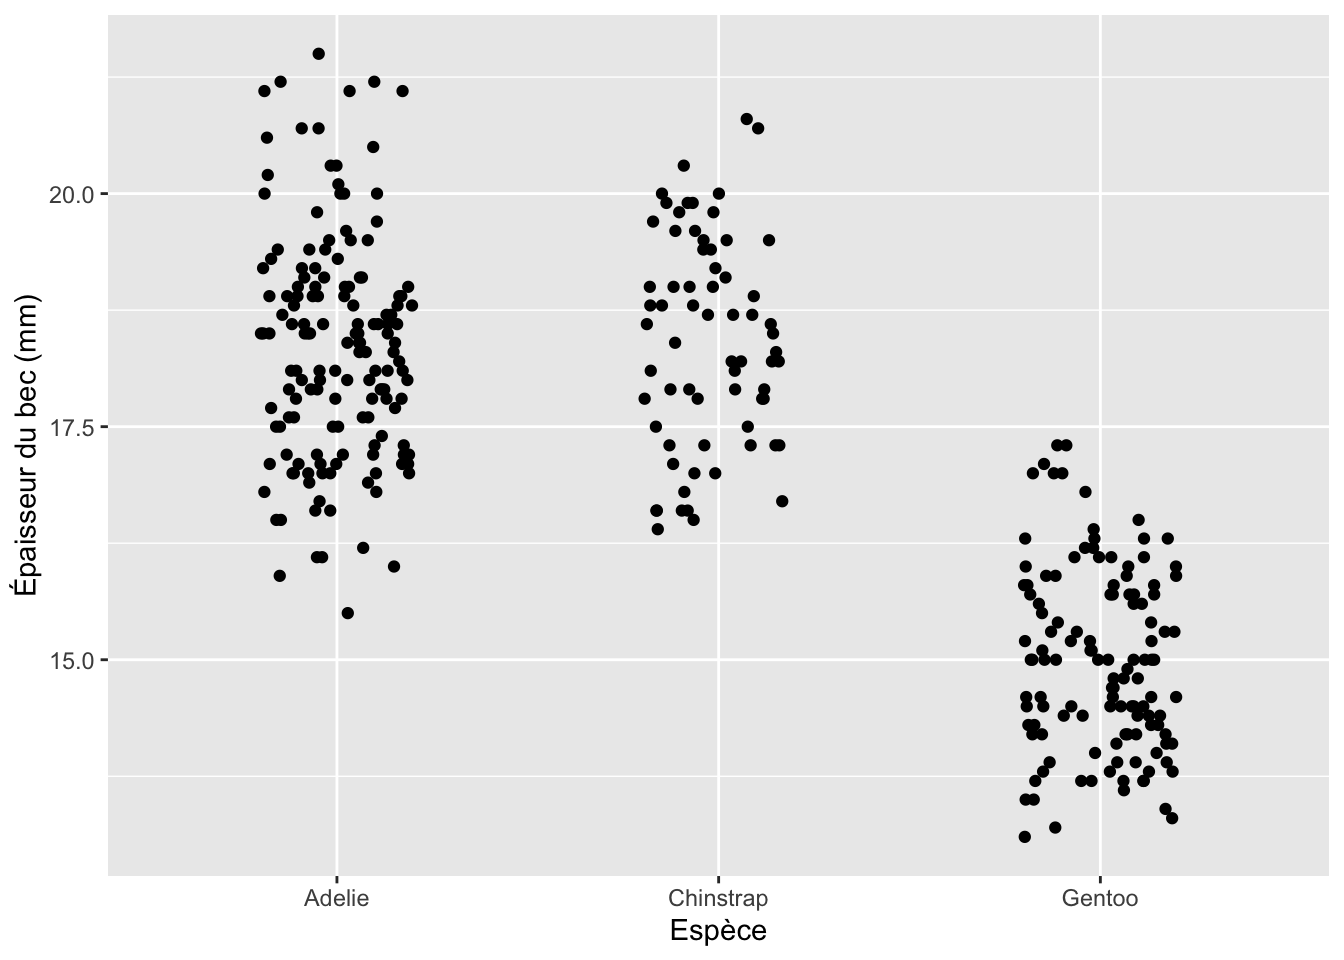 Épaisseur du bec (mm)
20.0
17.5
15.0
Adelie
Chinstrap
Gentoo
Espèce